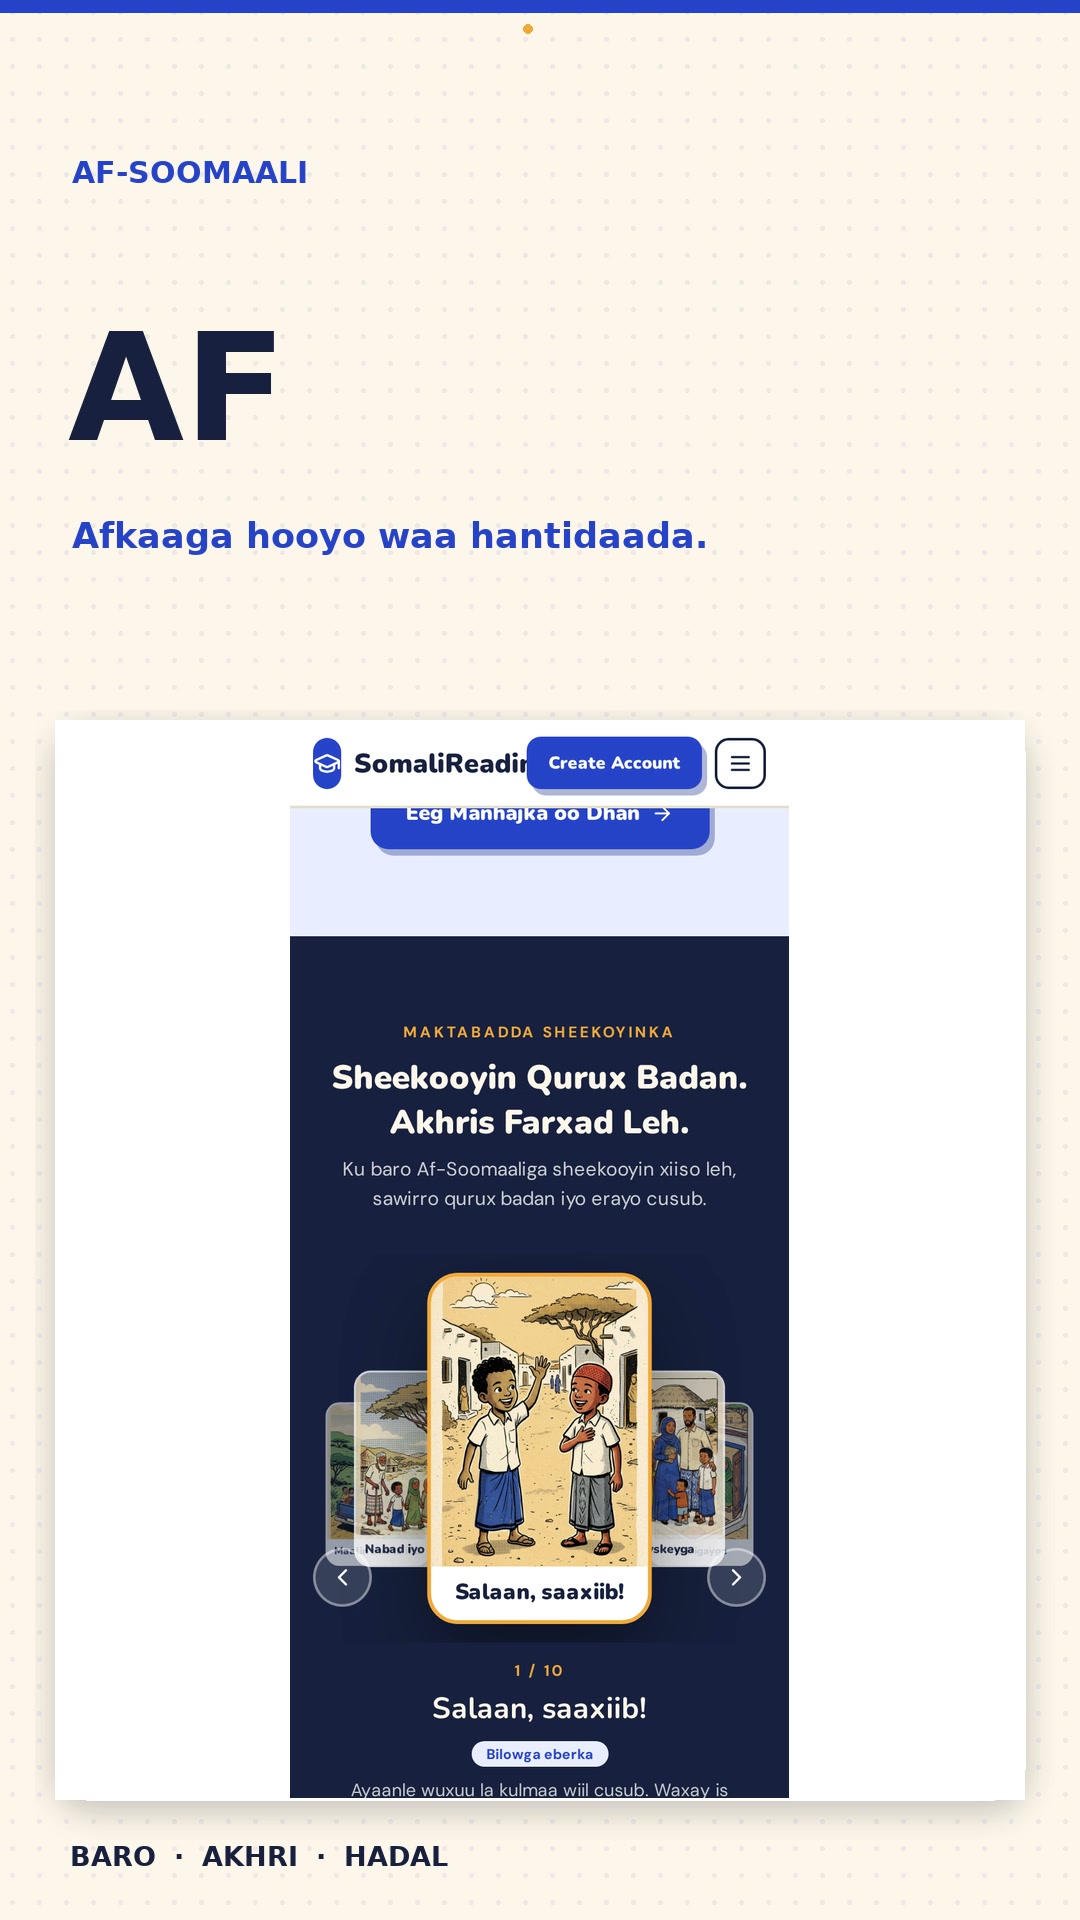 AF-SOOMAALI
AF
Afkaaga hooyo waa hantidaada.
SomaliReadin
Create Account
Eeg Manhajka oo Dhan
MAKTABADDA SHEEKOYINKA
Sheekooyin Qurux Badan.
Akhris Farxad Leh.
Ku baro Af-Soomaaliga sheekooyin xiiso leh,
sawirro qurux badan iyo erayo cusub.
Nabad iyo
Salaan, saaxiib!
1 / 10
Salaan, saaxiib!
Bilowga eberka
Ayaanle wuxuu la kulmaa wiil cusub. Waxay is
BARO · AKHRI · HADAL